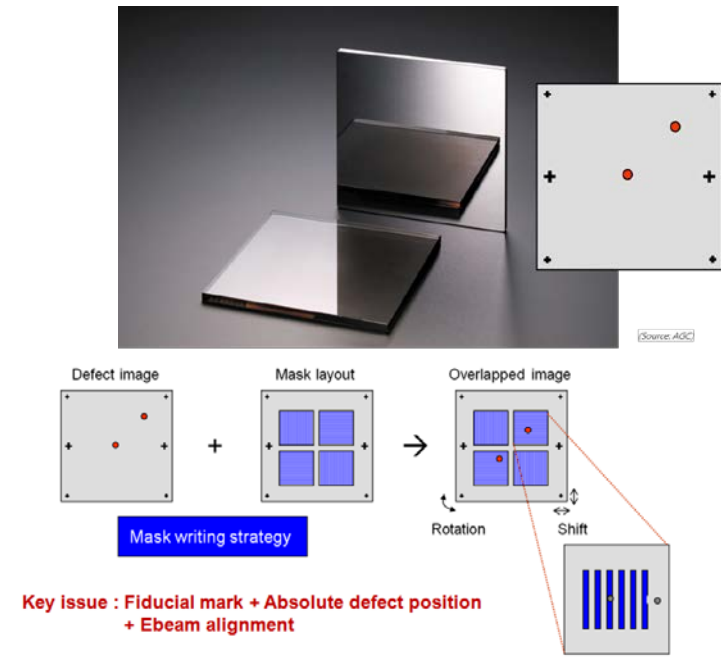 (Source: AGC)
Defect image
Mask layout
Overlapped image
+
→
Rotation
Shift
Mask writing strategy
Key issue : Fiducial mark + Absolute defect position
+ Ebeam alignment